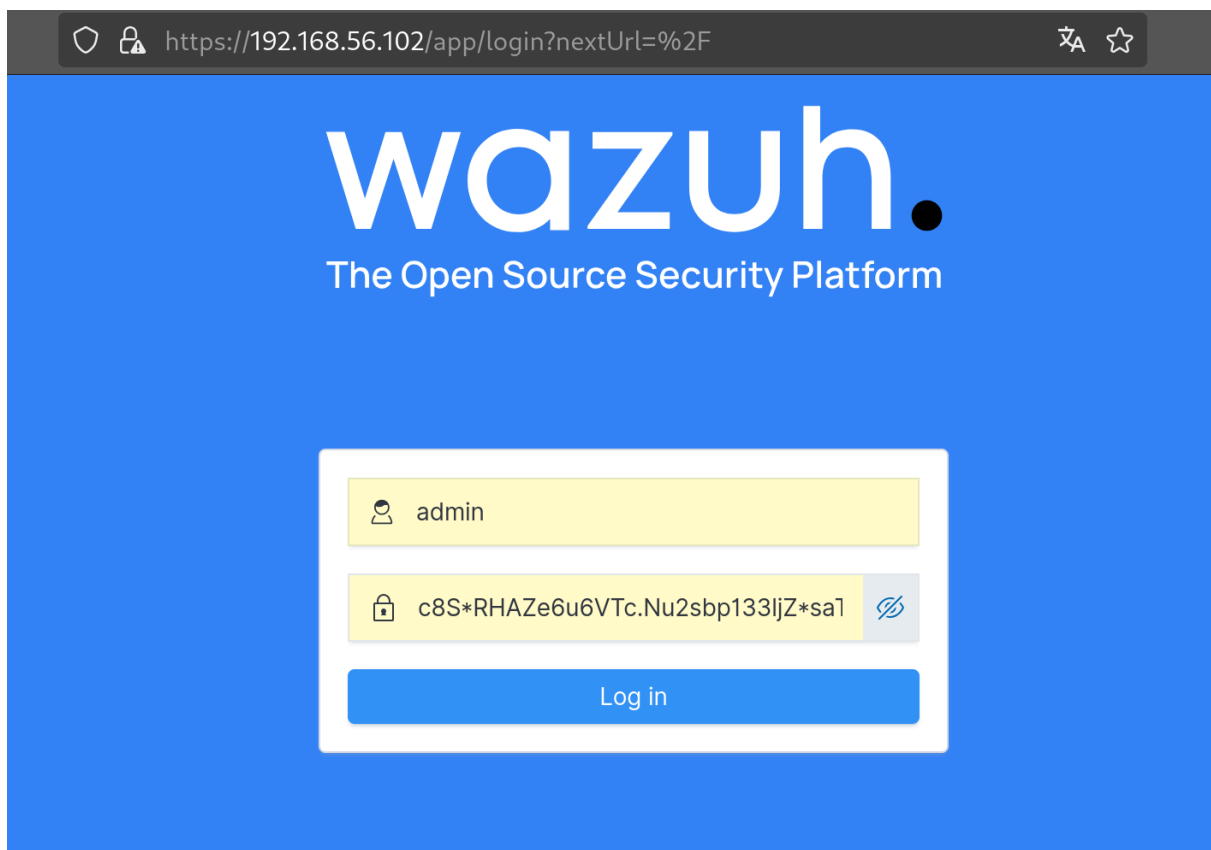 https://192.168.56.102/app/login?nextUrl=%2F
wazuh.
The Open Source Security Platform
admin
Log in